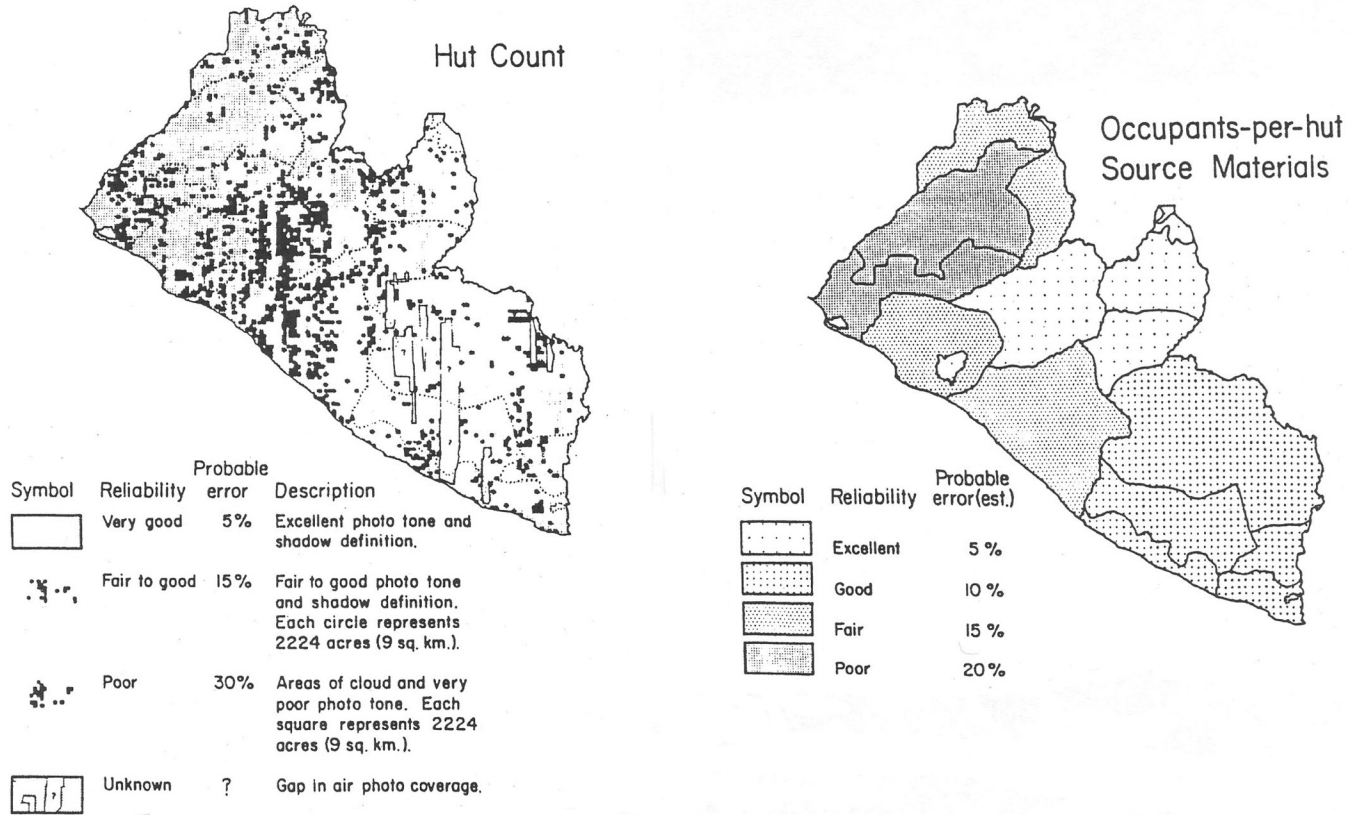 Hut Count
Symbol Reliability Probable error Description
Very good 5% Excellent photo tone and
shadow definition.
Fair to good 15% Fair to good photo tone
and shadow definition.
Each circle represents
2224 acres (9 sq. km.).
Poor 30% Areas of cloud and very
poor photo tone. Each
square represents 2224
acres (9 sq. km.).
? Unknown ? Gap in air photo coverage.
Occupants-per-hut
Source Materials
Symbol Reliability Probable error(est.)
Excellent 5 %
Good 10 %
Fair 15 %
Poor 20 %